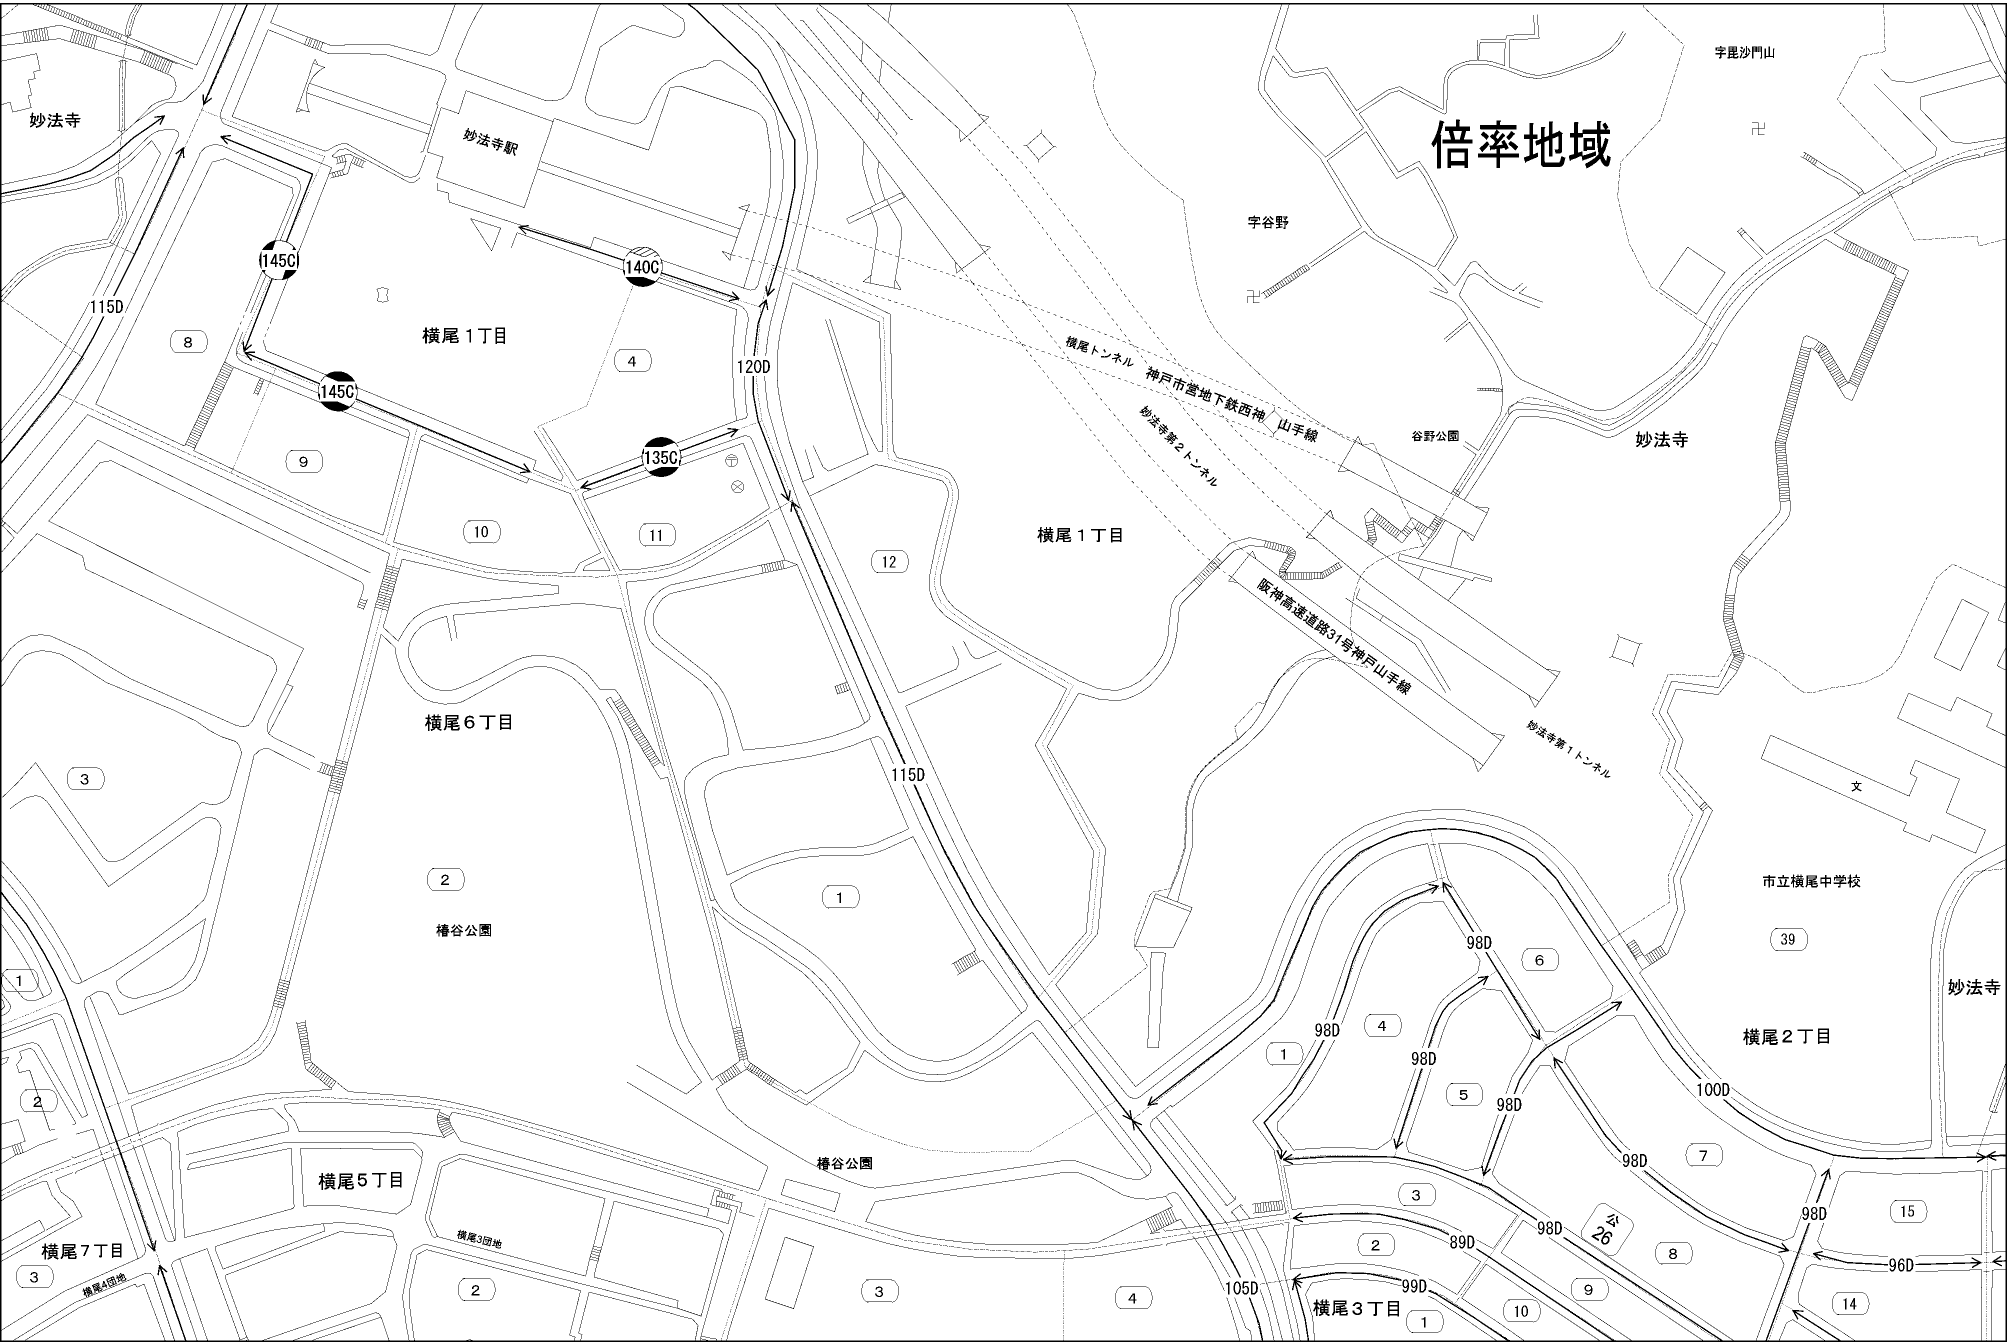 字毘沙門山
妙法寺
妙法寺駅
倍率地域
字谷野
145C
140C
115D
8
横尾1丁目
4
120D
横尾トンネル
神戸市営地下鉄西神
山手線
145C
妙法寺第2トンネル
谷野公園
妙法寺
9
135C
10
11
12
横尾1丁目
阪神高速道路31号神戸山手線
横尾6丁目
妙法寺第1トンネル
3
115D
文
2
1
市立横尾中学校
椿谷公園
98D
39
6
1
妙法寺
98D
4
横尾2丁目
1
98D
2
5
98D
100D
椿谷公園
横尾5丁目
98D
7
3
公
26
98D
15
横尾3団地
98D
横尾7丁目
2
89D
8
96D
3
横尾4団地
2
3
4
105D
横尾3丁目
99D
9
14
1
10